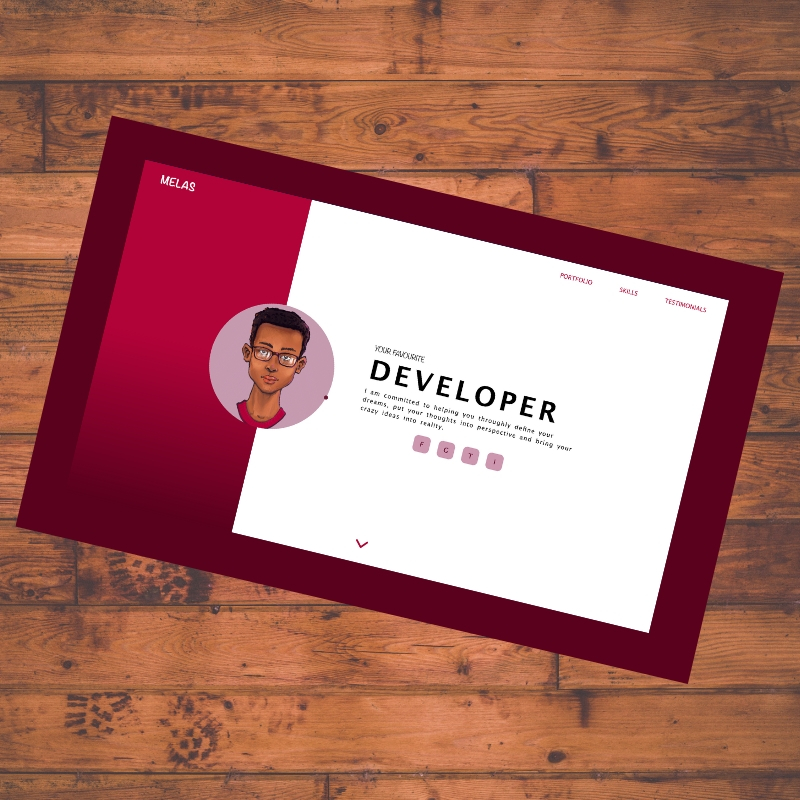 MELAS
PORTFOLIO
SKILLS
TESTIMONIALS
YOUR FAVOURITE
DEVELOPER
I am committed to helping you throughly define your
dreams, put your thoughts into perspective and bring your
crazy ideas into reality.
F G T I